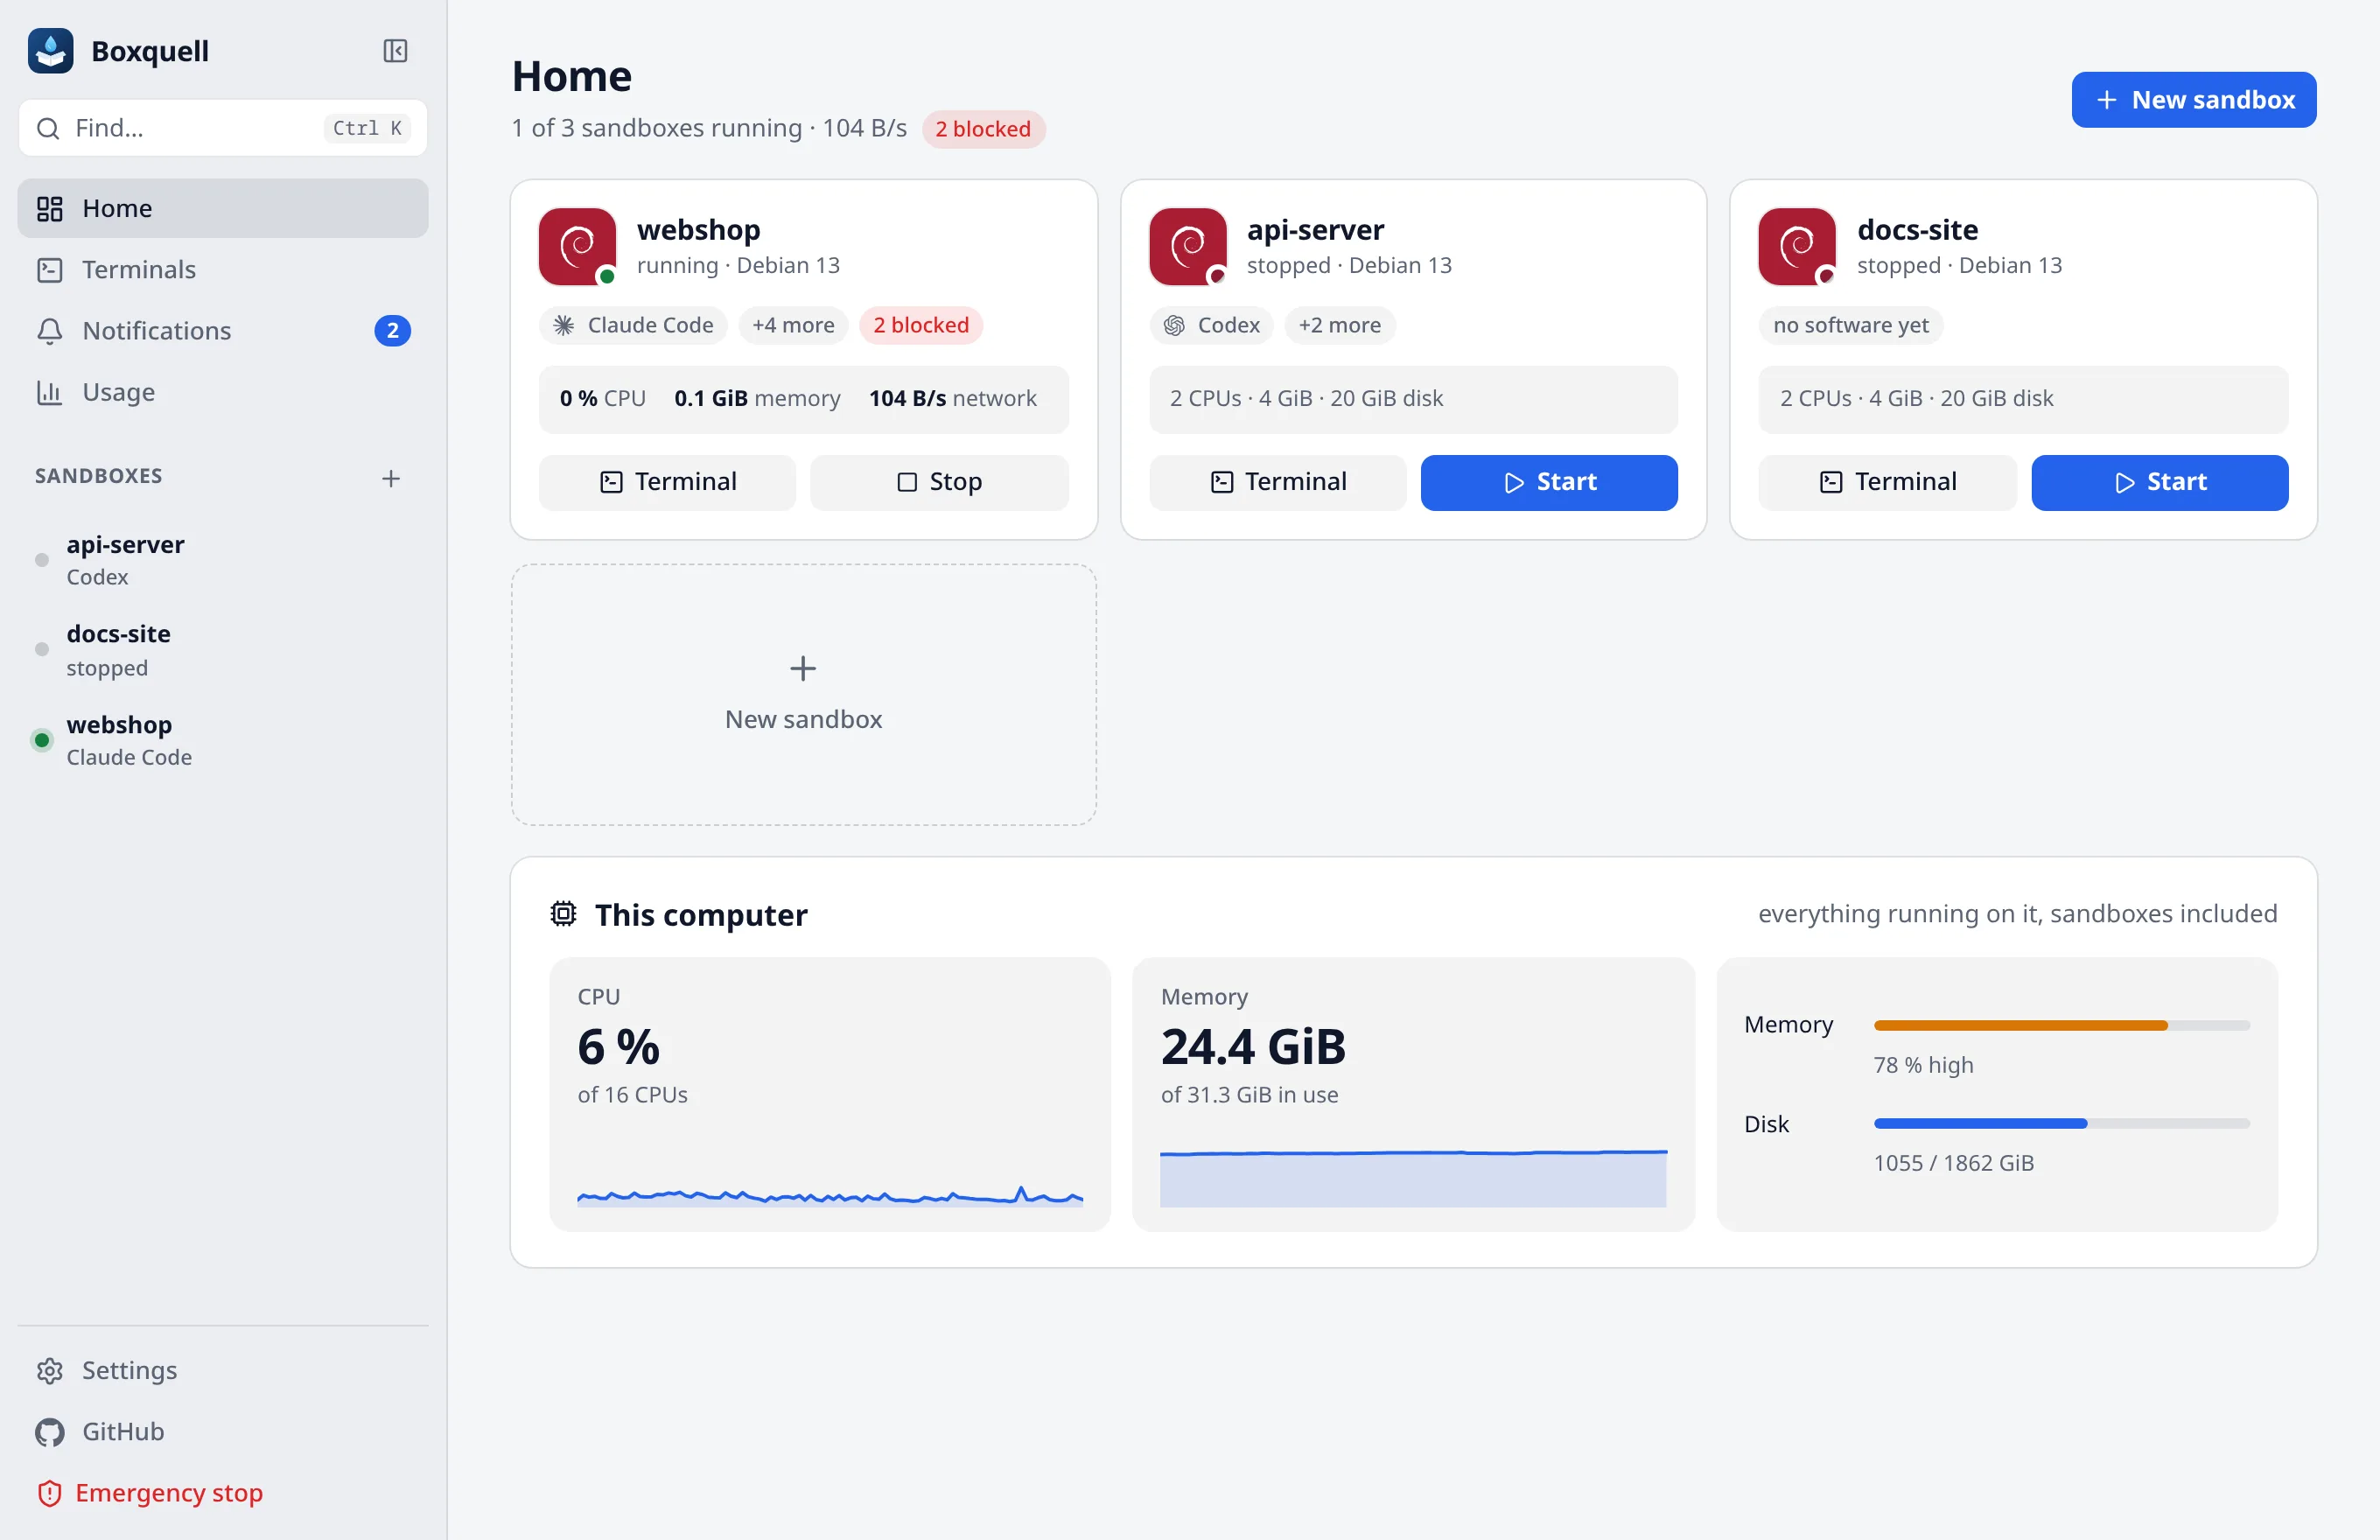 Boxquell
Find...
Ctrl K
Home
Terminals
Notifications
2
Usage
SANDBOXES
api-server
Codex
docs-site
stopped
webshop
Claude Code
Settings
GitHub
Emergency stop
Home
1 of 3 sandboxes running · 104 B/s
2 blocked
New sandbox
webshop
running · Debian 13
Claude Code
+4 more
2 blocked
0 % CPU
0.1 GiB memory
104 B/s network
Terminal
Stop
api-server
stopped · Debian 13
Codex
+2 more
2 CPUs · 4 GiB · 20 GiB disk
Terminal
Start
docs-site
stopped · Debian 13
no software yet
2 CPUs · 4 GiB · 20 GiB disk
Terminal
Start
New sandbox
This computer
everything running on it, sandboxes included
CPU
6 %
of 16 CPUs
Memory
24.4 GiB
of 31.3 GiB in use
Memory
78 % high
Disk
1055 / 1862 GiB